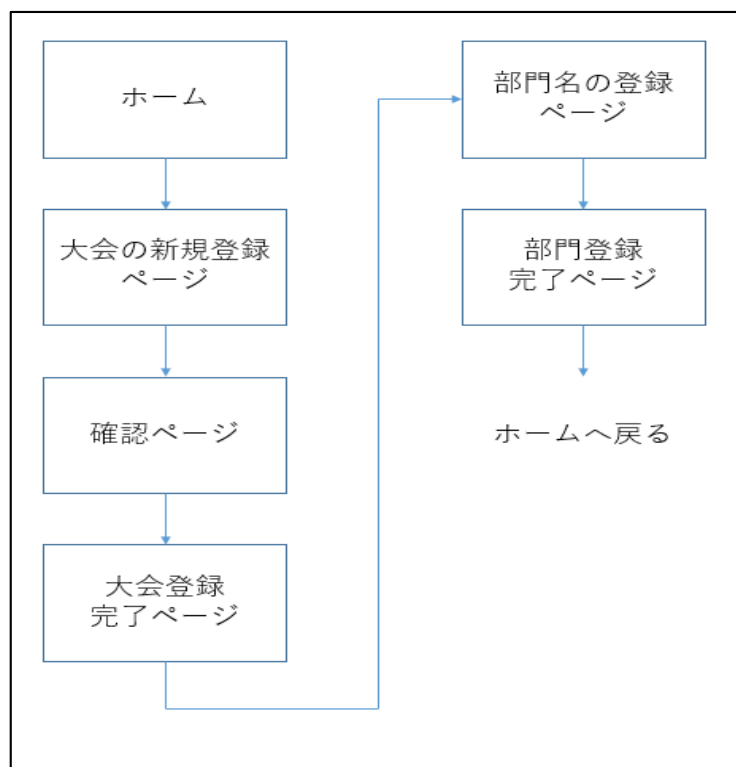 ホーム
大会の新規登録
ページ
確認ページ
大会登録
完了ページ
部門名の登録
ページ
部門登録
完了ページ
ホームへ戻る